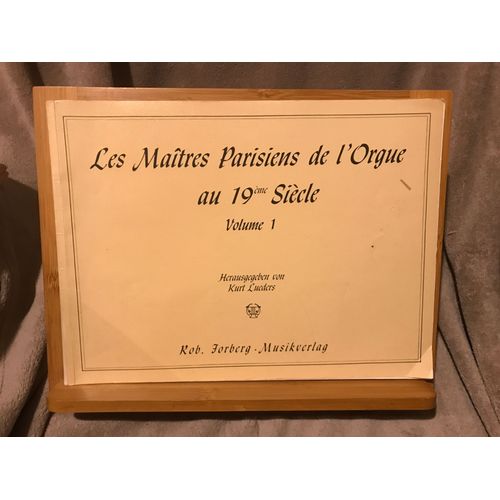 Les Maîtres Parisiens de l'Orgue
au 19ème Siècle
Volume 1
Herausgegeben von
Kurt Lueders
Rob. Forberg - Musikverlag